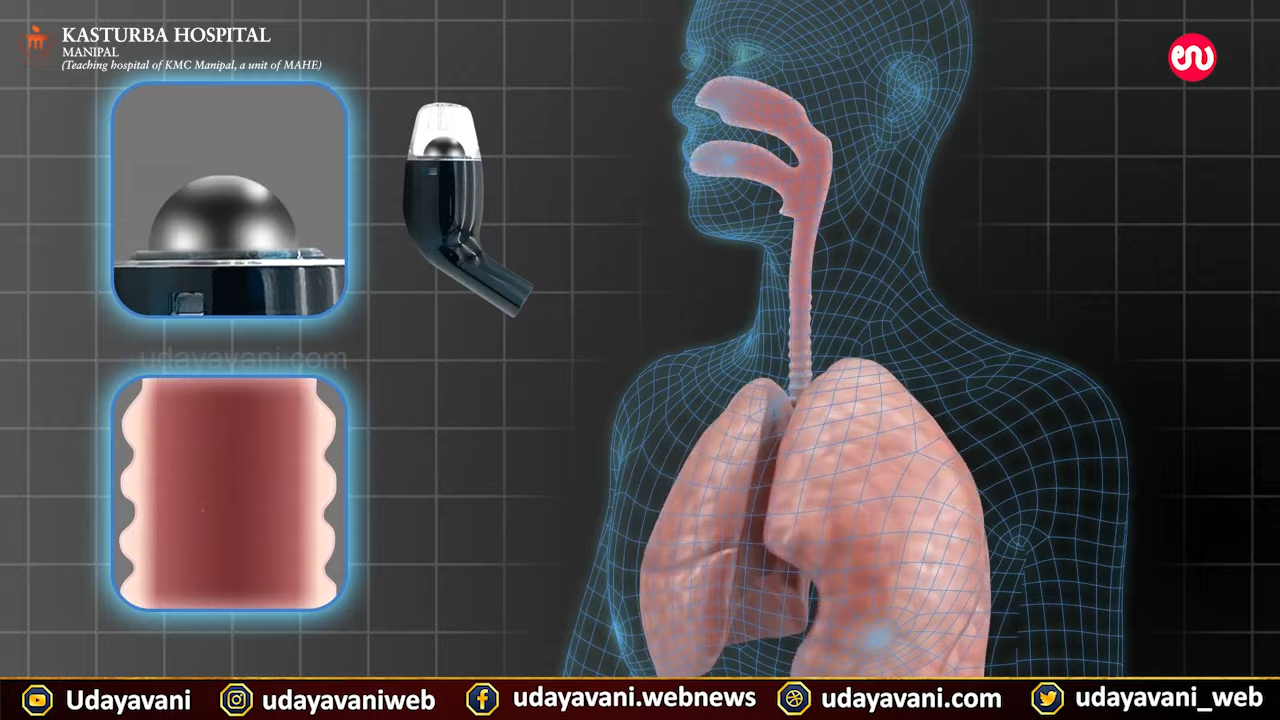 KASTURBA HOSPITAL
MANIPAL
(Teaching hospital of KMC Manipal, a unit of MAHE)
ಉ
udayavani.com
Udayavani
udayavaniweb
udayavani.webnews
udayavani.com
udayavani_web